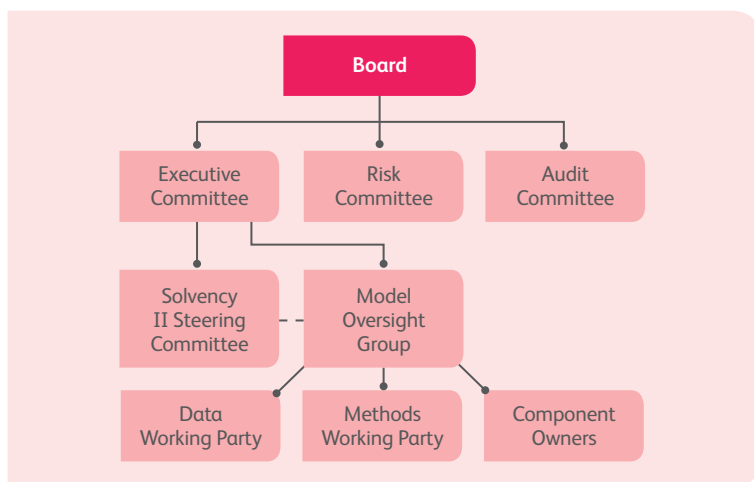 Board
Executive
Committee
Risk
Committee
Audit
Committee
Solvency
II Steering
Committee
Model
Oversight
Group
Data
Working Party
Methods
Working Party
Component
Owners